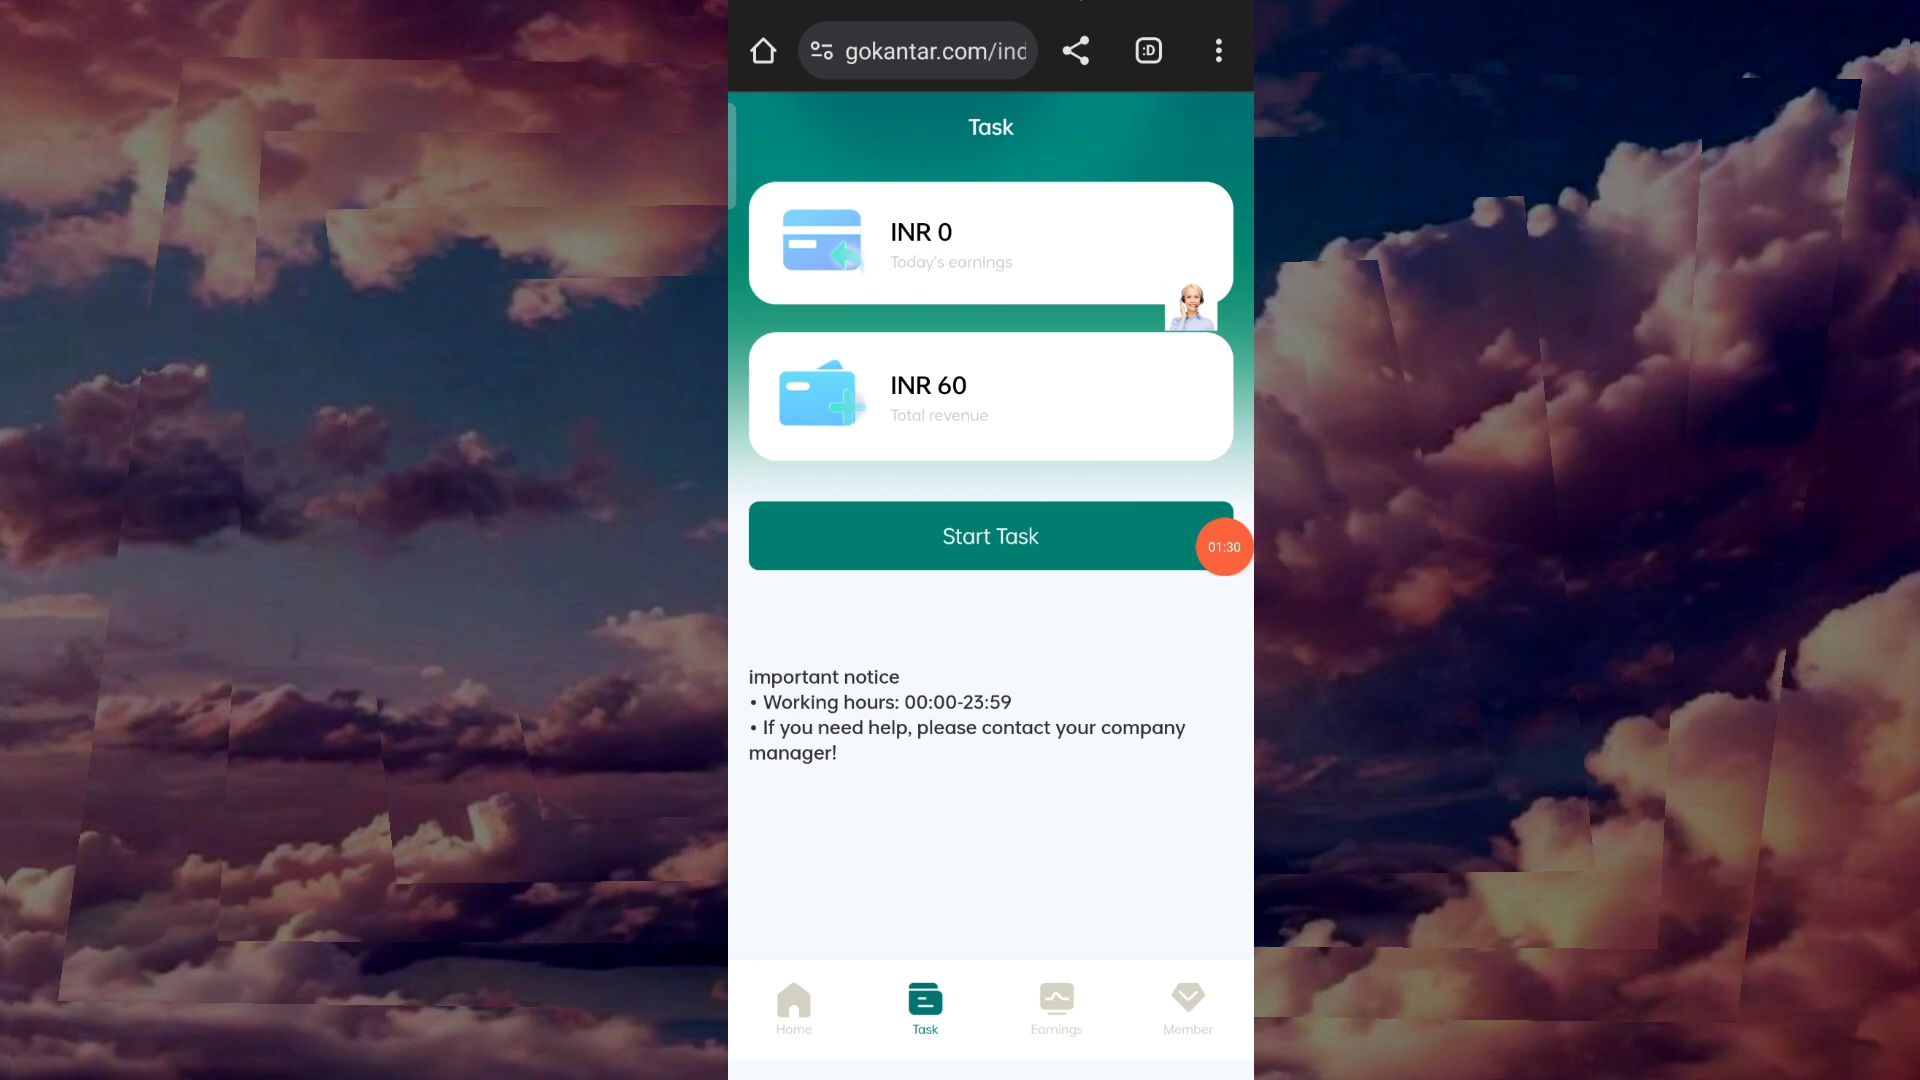 gokantar.com/ind
:D
Task
INR 0
Today's earnings
INR 60
Total revenue
Start Task
01:30
important notice
• Working hours: 00:00-23:59
• If you need help, please contact your company
manager!
Home
Task
Earnings
Member